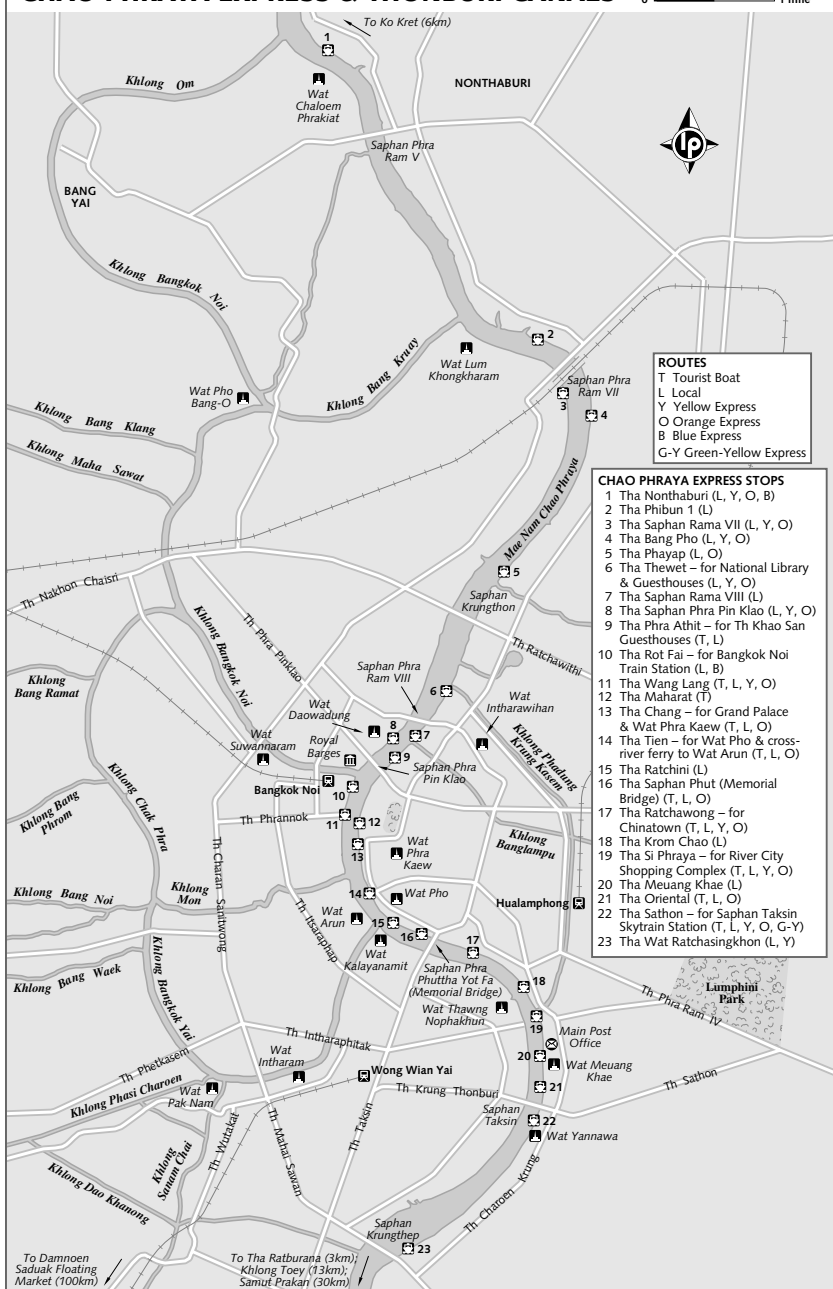 To Ko Kret (6km)
1
Khlong Om
Wat
Chaloem
Phrakiat
NONTHABURI
lp
Saphan Phra
Ram V
BANG
YAI
Khlong Bangkok Noi
2
Wat Lum
Khongkharam
Khlong Bang Kruay
Saphan Phra
Ram VII
3
4
Wat Pho
Bang-O
Khlong Bang Klang
Khlong Maha Sawat
ROUTES
T Tourist Boat
L Local
Y Yellow Express
O Orange Express
B Blue Express
G-Y Green-Yellow Express
CHAO PHRAYA EXPRESS STOPS
1 Tha Nonthaburi (L, Y, O, B)
2 Tha Phibun 1 (L)
3 Tha Saphan Rama VII (L, Y, O)
4 Tha Bang Pho (L, Y, O)
5 Tha Phayap (L, O)
6 Tha Thewet – for National Library
& Guesthouses (L, Y, O)
7 Tha Saphan Rama VIII (L)
8 Tha Saphan Phra Pin Klao (L, Y, O)
9 Tha Phra Athit – for Th Khao San
Guesthouses (T, L)
10 Tha Rot Fai – for Bangkok Noi
Train Station (L, B)
11 Tha Wang Lang (T, L, Y, O)
12 Tha Maharat (T)
13 Tha Chang – for Grand Palace
& Wat Phra Kaew (T, L, O)
14 Tha Tien – for Wat Pho & cross-
river ferry to Wat Arun (T, L, O)
15 Tha Ratchini (L)
16 Tha Saphan Phut (Memorial
Bridge) (T, L, O)
17 Tha Ratchawong – for
Chinatown (T, L, Y, O)
18 Tha Krom Chao (L)
19 Tha Si Phraya – for River City
Shopping Complex (T, L, Y, O)
20 Tha Meuang Khae (L)
21 Tha Oriental (T, L, O)
22 Tha Sathon – for Saphan Taksin
Skytrain Station (T, L, Y, O, G-Y)
23 Tha Wat Ratchasingkhon (L, Y)
Mae Nam Chao Phraya
5
Saphan
Krungthon
Th Nakhon Chaisri
Th Ratchawithi
Khlong Bangkok Noi
Th Phra Pinklao
Saphan Phra
Ram VIII
6
Khlong
Bang Ramat
Wat
Daowadung
8
7
Wat
Intharawihan
Khlong Phadung
Krung Kasem
Wat
Suwannaram
Royal
Barges
9
Saphan Phra
Pin Klao
Bangkok Noi
10
Khlong Bang
Phrom
Khlong Chak Phra
Th Phrannok
11
12
13
Wat
Phra
Kaew
Khlong
Banglampu
Th Charan Sanitwong
Khlong Bang Noi
Khlong
Mon
Th Itsaraphap
14
Wat Pho
Hualamphong
Wat
Arun
15
16
17
Wat
Kalayanamit
Khlong Bang Waek
Saphan Phra
Phuttha Yot Fa
(Memorial Bridge)
18
Th Phra Ram IV
Lumphini
Park
Khlong Bangkok Yai
Wat Thawng
Nophakhun
19
Main Post
Office
Th Intharaphitak
20
Wat Meuang
Khae
Th Phetkasem
Wat
Intharam
Wong Wian Yai
Khlong Phasi Charoen
Wat
Pak Nam
Th Krung Thonburi
21
Th Sathon
Saphan
Taksin
22
Wat Yannawa
Th Taksin
Th Wutakat
Th Mahai Sawan
Khlong
Sanam Chai
Khlong Dao Khanong
Th Charoen Krung
Saphan
Krungthep
23
To Damnoen
Saduak Floating
Market (100km)
To Tha Ratburana (3km);
Khlong Toey (13km);
Samut Prakan (30km)